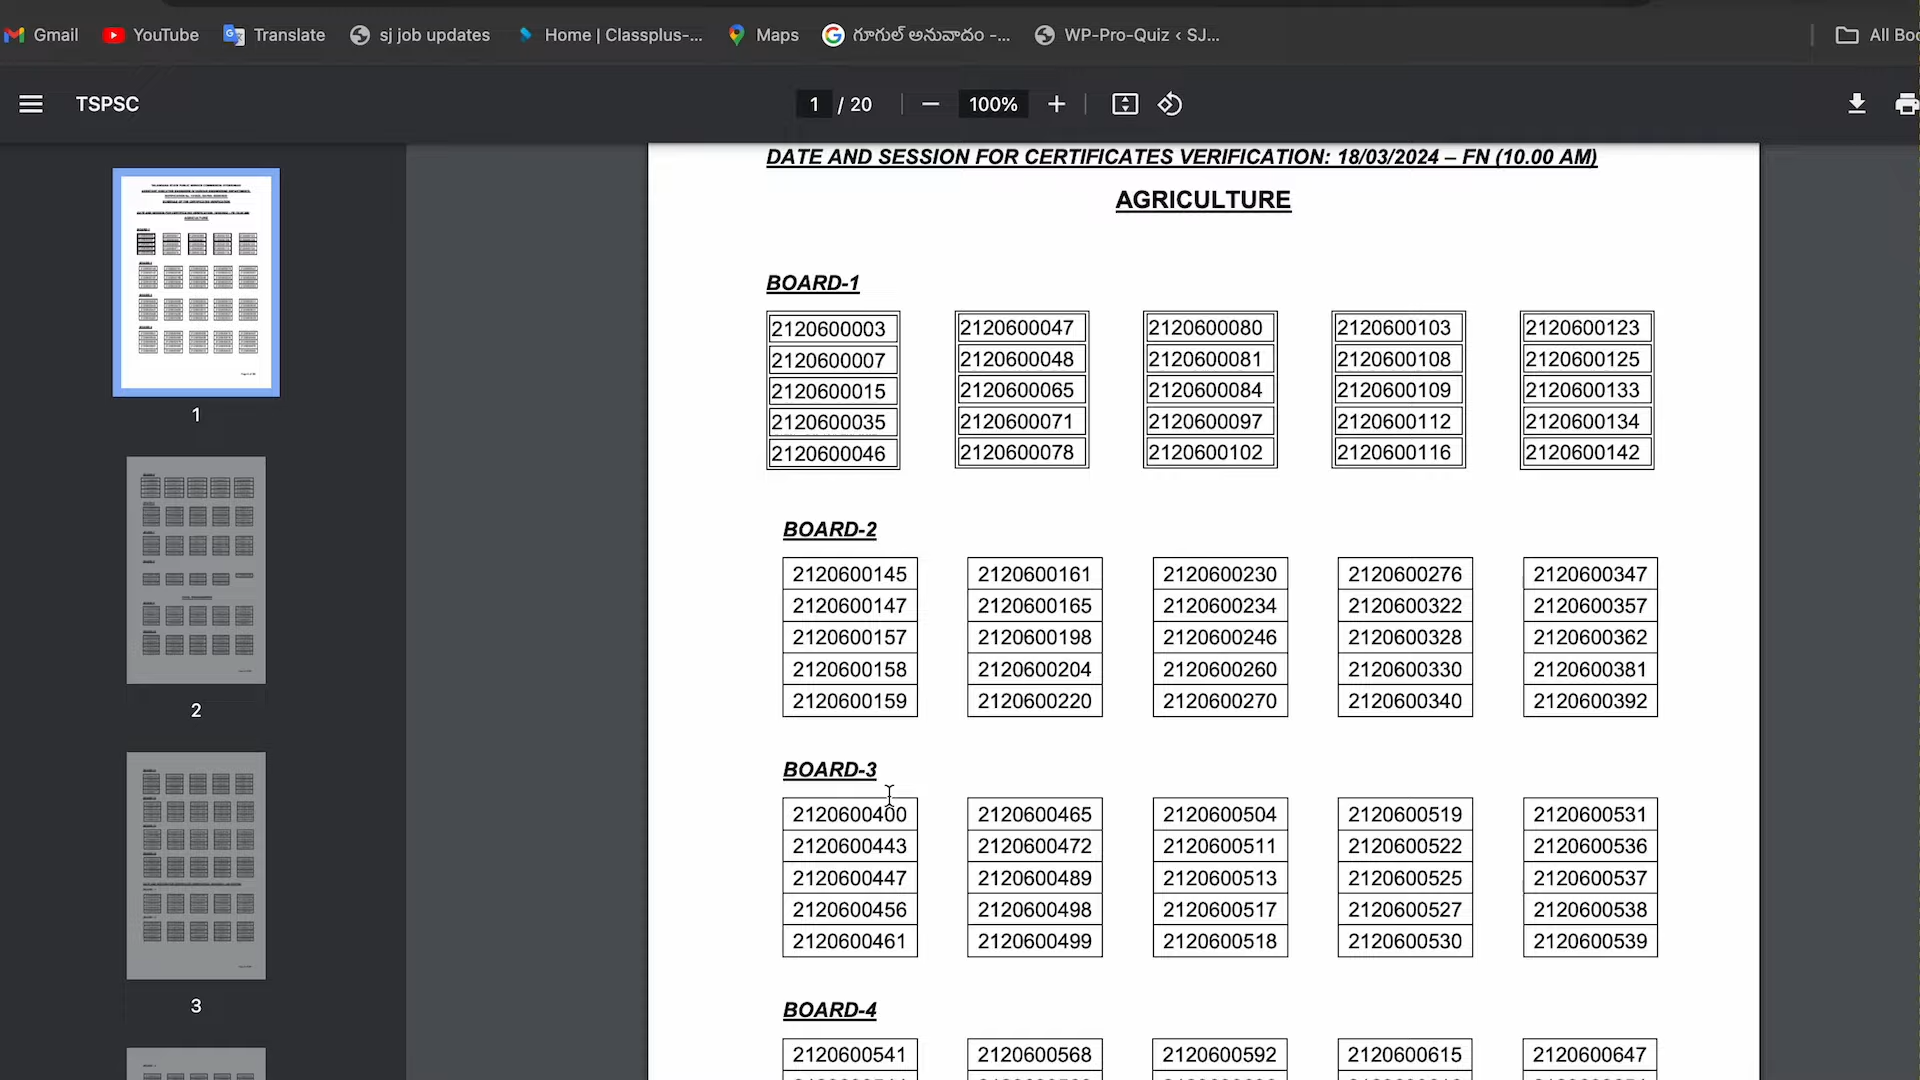 Gmail YouTube Translate sj job updates Home | Classplus-... Maps గూగుల్ అనువాదం -... WP-Pro-Quiz ‹ SJ... All Boo
TSPSC 1 / 20 — 100% +
DATE AND SESSION FOR CERTIFICATES VERIFICATION: 18/03/2024 – FN (10.00 AM)
AGRICULTURE
BOARD-1
2120600003 2120600047 2120600080 2120600103 2120600123
2120600007 2120600048 2120600081 2120600108 2120600125
2120600015 2120600065 2120600084 2120600109 2120600133
2120600035 2120600071 2120600097 2120600112 2120600134
2120600046 2120600078 2120600102 2120600116 2120600142
BOARD-2
2120600145 2120600161 2120600230 2120600276 2120600347
2120600147 2120600165 2120600234 2120600322 2120600357
2120600157 2120600198 2120600246 2120600328 2120600362
2120600158 2120600204 2120600260 2120600330 2120600381
2120600159 2120600220 2120600270 2120600340 2120600392
BOARD-3
2120600400 2120600465 2120600504 2120600519 2120600531
2120600443 2120600472 2120600511 2120600522 2120600536
2120600447 2120600489 2120600513 2120600525 2120600537
2120600456 2120600498 2120600517 2120600527 2120600538
2120600461 2120600499 2120600518 2120600530 2120600539
BOARD-4
2120600541 2120600568 2120600592 2120600615 2120600647
1
2
3